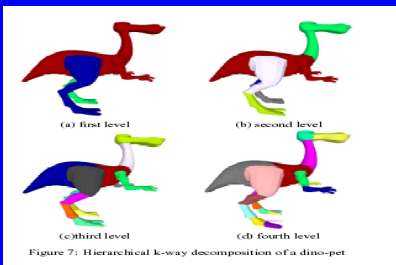 (a) first level
(b) second level
(c)third level
(d) fourth level
Figure 7: Hierarchical k-way decomposition of a dino-pet